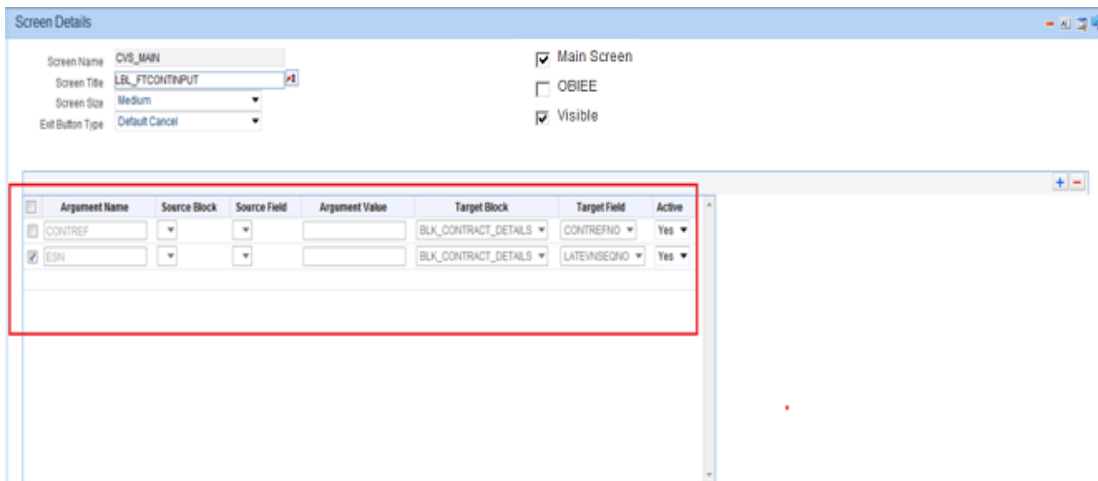 Screen Details
Screen Name CVS_MAIN
Screen Title LBL_FTCONTINPUT
Screen Size Medium
Exit Button Type Default Cancel
Main Screen
OBIEE
Visible
Argument Name Source Block Source Field Argument Value Target Block Target Field Active
CONTREF BLK_CONTRACT_DETAILS CONTREFNO Yes
ESN BLK_CONTRACT_DETAILS LATEVNSEQNO Yes